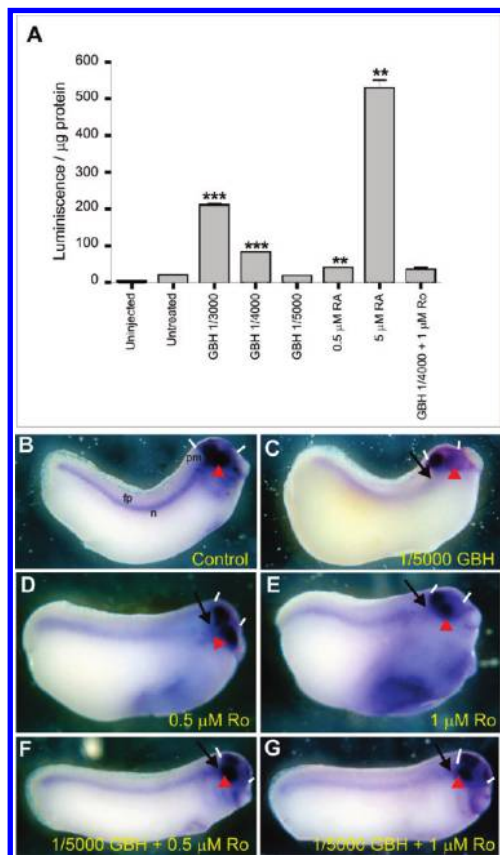 A
Luminiscence / µg protein
600
500
400
300
200
100
0
***
***
**
**
Uninjected
Untreated
GBH 1/3000
GBH 1/4000
GBH 1/5000
0.5 µM RA
5 µM RA
GBH 1/4000 + 1 µM Ro
B
pm
fp
n
Control
C
1/5000 GBH
D
0.5 µM Ro
E
1 µM Ro
F
1/5000 GBH + 0.5 µM Ro
G
1/5000 GBH + 1 µM Ro